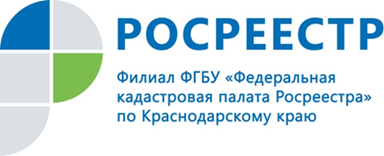 РОСРЕЕСТР
Филиал ФГБУ «Федеральная
кадастровая палата Росреестра»
по Краснодарскому краю